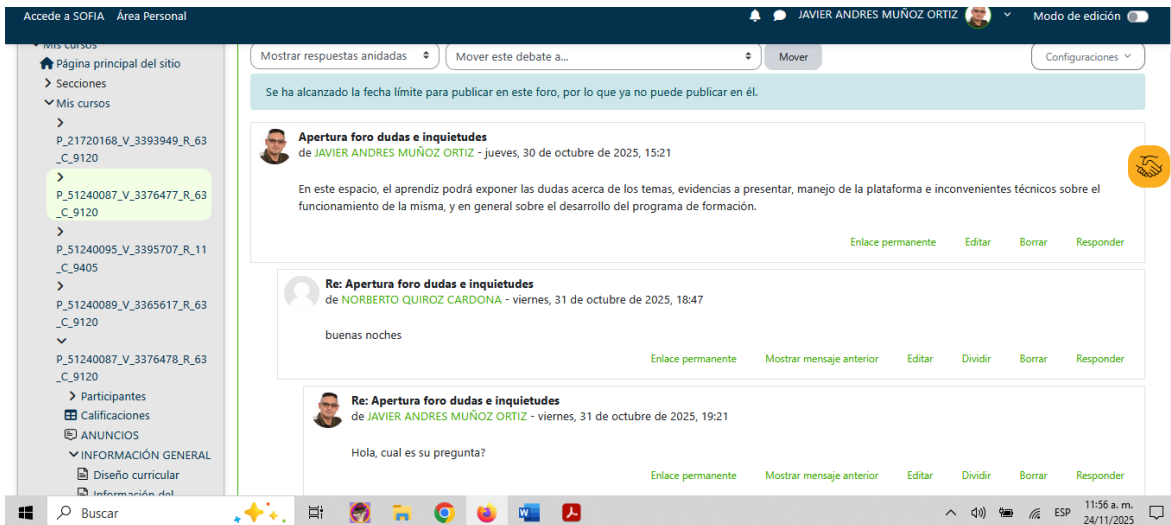 Accede a SOFIA Área Personal
JAVIER ANDRES MUÑOZ ORTIZ
Modo de edición
Mis cursos
Página principal del sitio
Secciones
Mis cursos
P_21720168_V_3393949_R_63
_C_9120
P_51240087_V_3376477_R_63
_C_9120
P_51240095_V_3395707_R_11
_C_9405
P_51240089_V_3365617_R_63
_C_9120
P_51240087_V_3376478_R_63
_C_9120
Participantes
Calificaciones
ANUNCIOS
INFORMACIÓN GENERAL
Diseño curricular
Información del
Mostrar respuestas anidadas
Mover este debate a...
Mover
Configuraciones
Se ha alcanzado la fecha límite para publicar en este foro, por lo que ya no puede publicar en él.
Apertura foro dudas e inquietudes
de JAVIER ANDRES MUÑOZ ORTIZ - jueves, 30 de octubre de 2025, 15:21
En este espacio, el aprendiz podrá exponer las dudas acerca de los temas, evidencias a presentar, manejo de la plataforma e inconvenientes técnicos sobre el
funcionamiento de la misma, y en general sobre el desarrollo del programa de formación.
Enlace permanente Editar Borrar Responder
Re: Apertura foro dudas e inquietudes
de NORBERTO QUIROZ CARDONA - viernes, 31 de octubre de 2025, 18:47
buenas noches
Enlace permanente Mostrar mensaje anterior Editar Dividir Borrar Responder
Re: Apertura foro dudas e inquietudes
de JAVIER ANDRES MUÑOZ ORTIZ - viernes, 31 de octubre de 2025, 19:21
Hola, cual es su pregunta?
Enlace permanente Mostrar mensaje anterior Editar Dividir Borrar Responder
Buscar
ESP
11:56 a. m.
24/11/2025